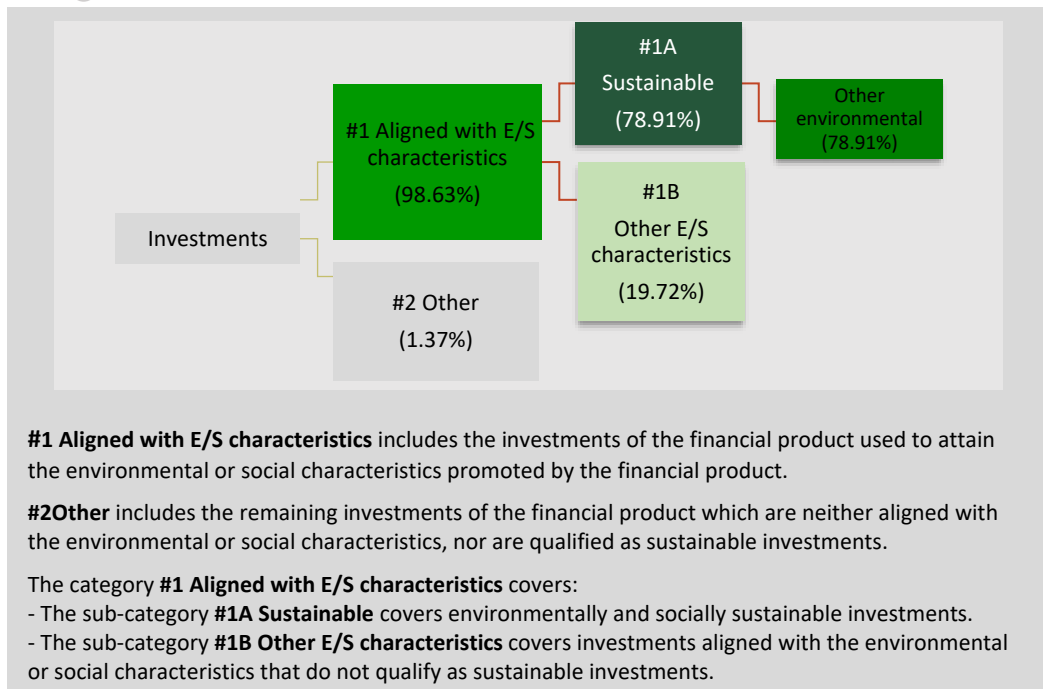 #1A
Sustainable
(78.91%)
Other
environmental
(78.91%)
#1 Aligned with E/S
characteristics
(98.63%)
#1B
Other E/S
characteristics
(19.72%)
Investments
#2 Other
(1.37%)
#1 Aligned with E/S characteristics includes the investments of the financial product used to attain
the environmental or social characteristics promoted by the financial product.
#2Other includes the remaining investments of the financial product which are neither aligned with
the environmental or social characteristics, nor are qualified as sustainable investments.
The category #1 Aligned with E/S characteristics covers:
- The sub-category #1A Sustainable covers environmentally and socially sustainable investments.
- The sub-category #1B Other E/S characteristics covers investments aligned with the environmental
or social characteristics that do not qualify as sustainable investments.